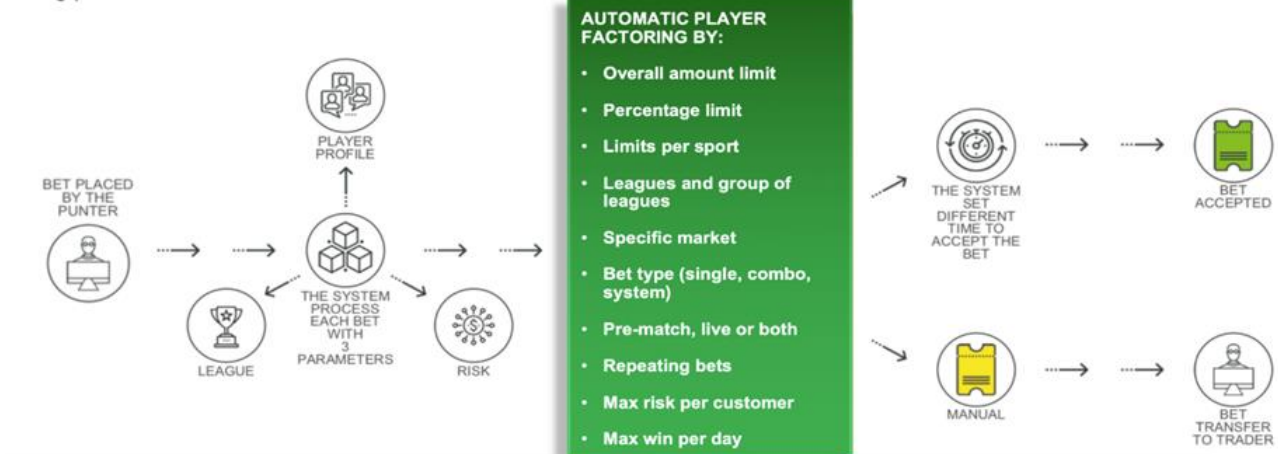 BET PLACED
BY THE
PUNTER
PLAYER
PROFILE
THE SYSTEM
PROCESS
EACH BET
WITH
3
PARAMETERS
LEAGUE
RISK
AUTOMATIC PLAYER
FACTORING BY:
• Overall amount limit
• Percentage limit
• Limits per sport
• Leagues and group of
leagues
• Specific market
• Bet type (single, combo,
system)
• Pre-match, live or both
• Repeating bets
• Max risk per customer
• Max win per day
THE SYSTEM
SET
DIFFERENT
TIME TO
ACCEPT THE
BET
BET
ACCEPTED
MANUAL
BET
TRANSFER
TO TRADER